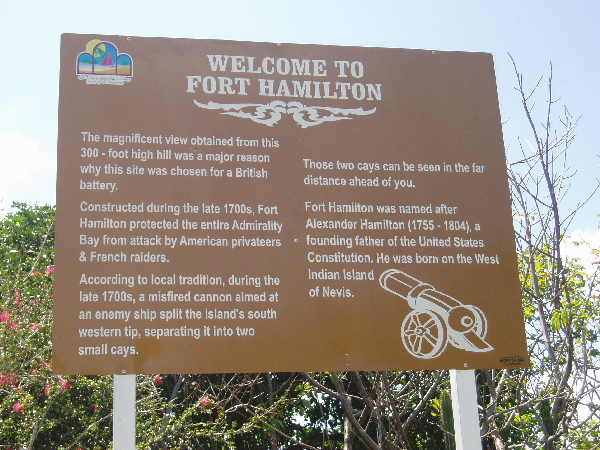 WELCOME TO
FORT HAMILTON
The magnificent view obtained from this
300 - foot high hill was a major reason
why this site was chosen for a British
battery.
Constructed during the late 1700s, Fort
Hamilton protected the entire Admirality
Bay from attack by American privateers
& French raiders.
According to local tradition, during the
late 1700s, a misfired cannon aimed at
an enemy ship split the island's south
western tip, separating it into two
small cays.
Those two cays can be seen in the far
distance ahead of you.
Fort Hamilton was named after
Alexander Hamilton (1755 - 1804), a
founding father of the United States
Constitution. He was born on the West
Indian Island
of Nevis.